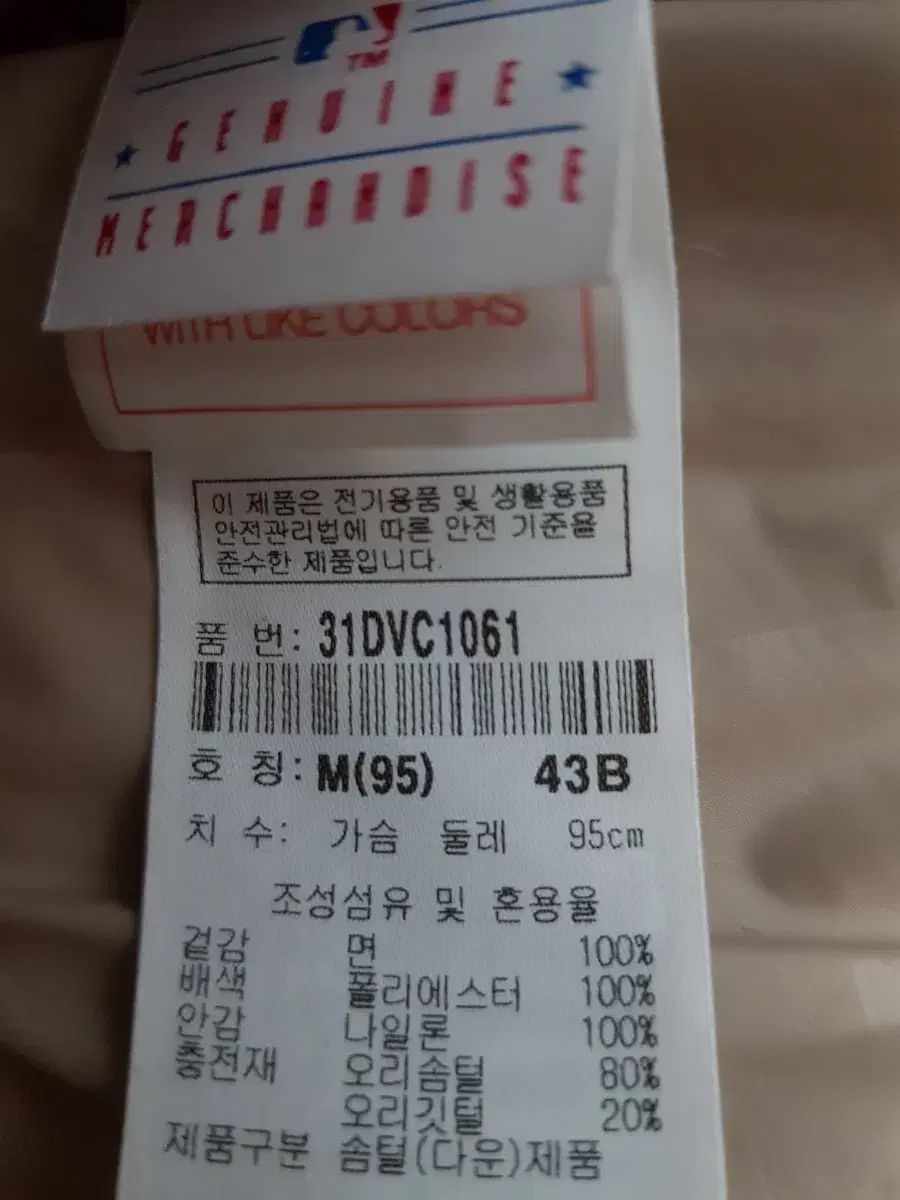 TM
GENUINE
MERCHANDISE
WITH LIKE COLORS
이 제품은 전기용품 및 생활용품
안전관리법에 따른 안전 기준을
준수한 제품입니다.
품 번: 31DVC1061
호 칭: M(95) 43B
치 수: 가슴 둘레 95cm
조성섬유 및 혼용율
겉감 면 100%
배색 폴리에스터 100%
안감 나일론 100%
충전재 오리솜털 80%
오리깃털 20%
제품구분 솜털(다운)제품